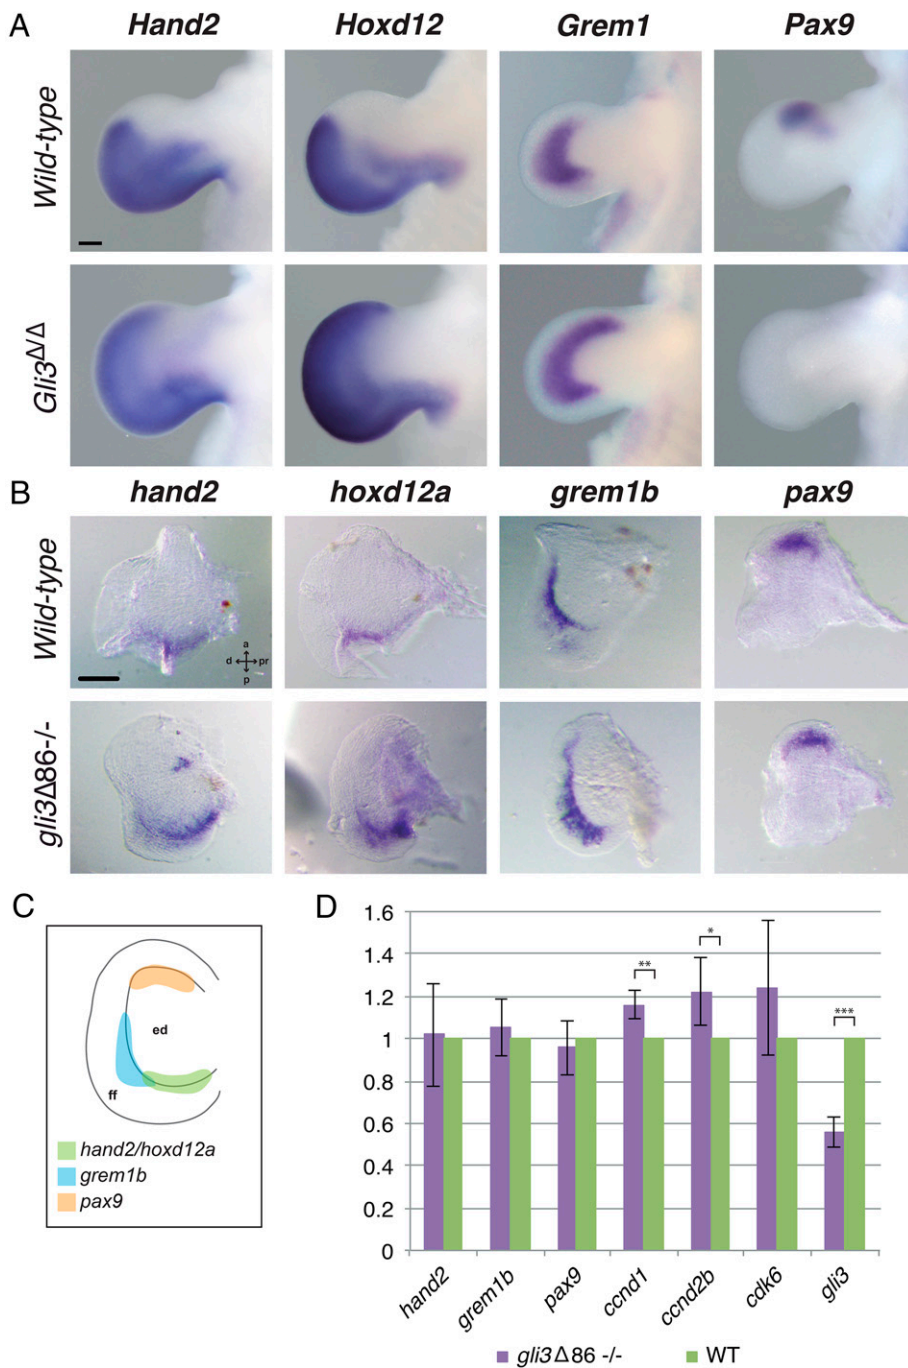 A
Hand2 Hoxd12 Grem1 Pax9
Wild-type
Gli3Δ/Δ
B
hand2 hoxd12a grem1b pax9
Wild-type
a
d pr
p
gli3Δ86-/-
C
ed
ff
hand2/hoxd12a
grem1b
pax9
D
1.6
1.4
1.2
1
0.8
0.6
0.4
0.2
0
**
*
***
hand2 grem1b pax9 ccnd1 ccnd2b cdk6 gli3
gli3Δ86 -/- WT